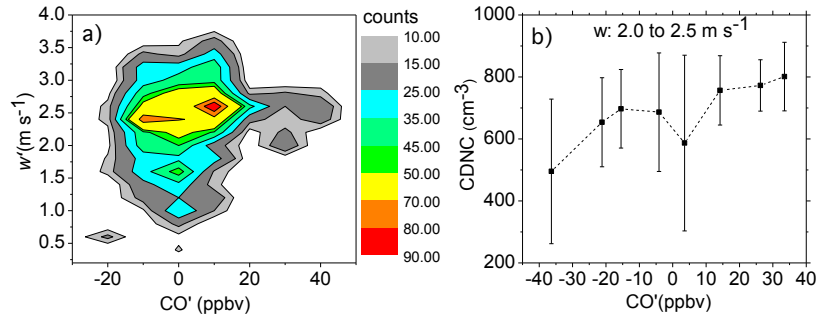 a)
counts
10.00
15.00
25.00
35.00
45.00
50.00
60.00
70.00
80.00
90.00
4.0
3.5
3.0
2.5
2.0
1.5
1.0
0.5
w'(m s⁻¹)
-20 0 20 40
CO' (ppbv)
b) w: 2.0 to 2.5 m s⁻¹
1000
800
600
400
200
CDNC (cm⁻³)
-40 -30 -20 -10 0 10 20 30 40
CO'(ppbv)